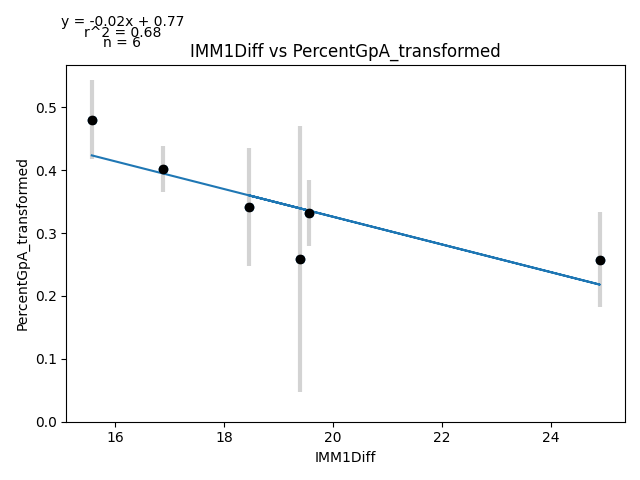 y = -0.02x + 0.77
r^2 = 0.68
n = 6
IMM1Diff vs PercentGpA_transformed
PercentGpA_transformed
0.5
0.4
0.3
0.2
0.1
0.0
16 18 20 22 24
IMM1Diff